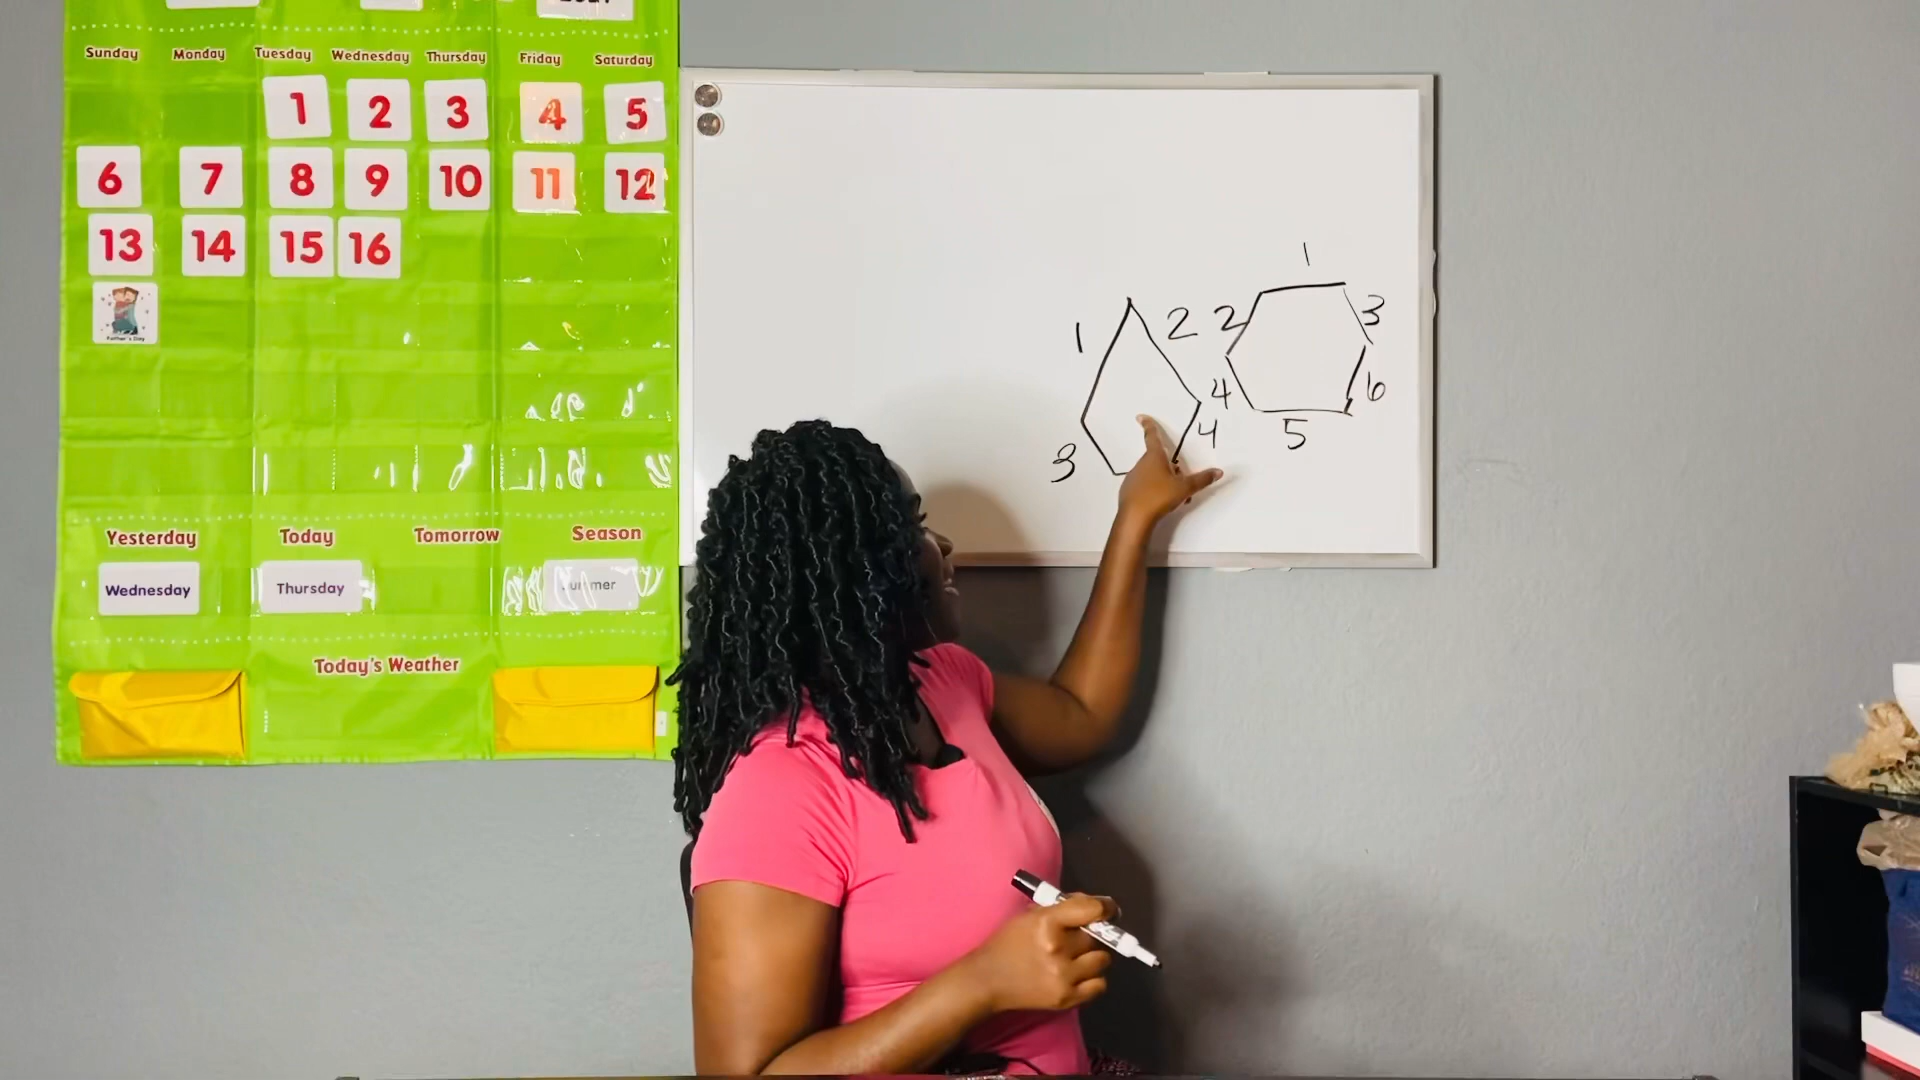 Sunday Monday Tuesday Wednesday Thursday Friday Saturday
1 2 3 4 5
6 7 8 9 10 11 12
13 14 15 16
Father's Day
Yesterday Today Tomorrow Season
Wednesday Thursday Summer
Today's Weather
1
1 2 2 3
4 6
3 4 5